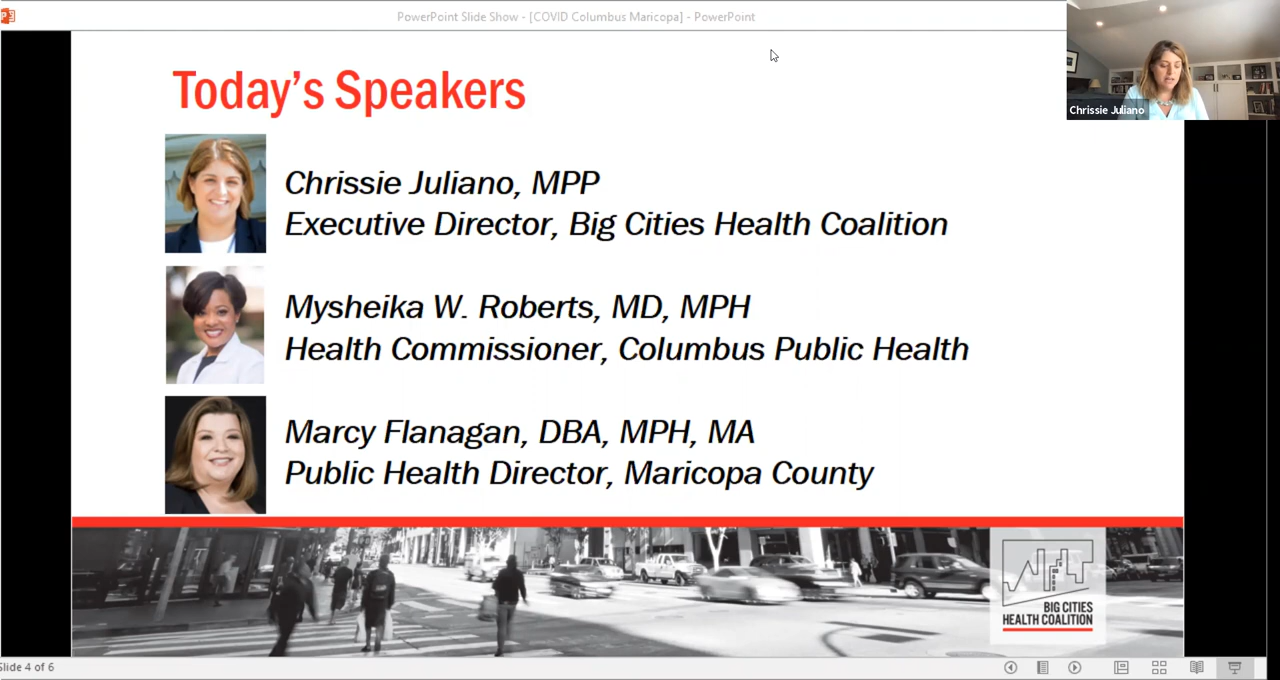 PowerPoint Slide Show - [COVID Columbus Maricopa] - PowerPoint
Chrissie Juliano
Today's Speakers
Chrissie Juliano, MPP
Executive Director, Big Cities Health Coalition
Mysheika W. Roberts, MD, MPH
Health Commissioner, Columbus Public Health
Marcy Flanagan, DBA, MPH, MA
Public Health Director, Maricopa County
BIG CITIES
HEALTH COALITION
Slide 4 of 6